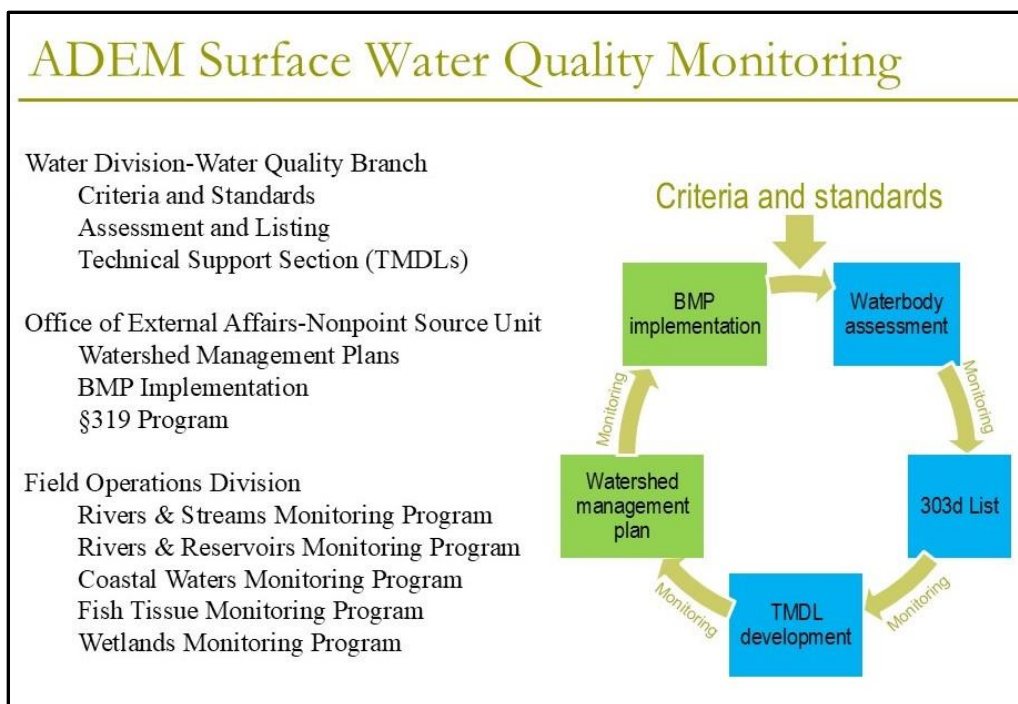 ADEM Surface Water Quality Monitoring
Water Division-Water Quality Branch
Criteria and Standards
Assessment and Listing
Technical Support Section (TMDLs)
Office of External Affairs-Nonpoint Source Unit
Watershed Management Plans
BMP Implementation
§319 Program
Field Operations Division
Rivers & Streams Monitoring Program
Rivers & Reservoirs Monitoring Program
Coastal Waters Monitoring Program
Fish Tissue Monitoring Program
Wetlands Monitoring Program
Criteria and standards
BMP
implementation
Waterbody
assessment
Monitoring
303d List
Monitoring
TMDL
development
Monitoring
Watershed
management
plan
Monitoring